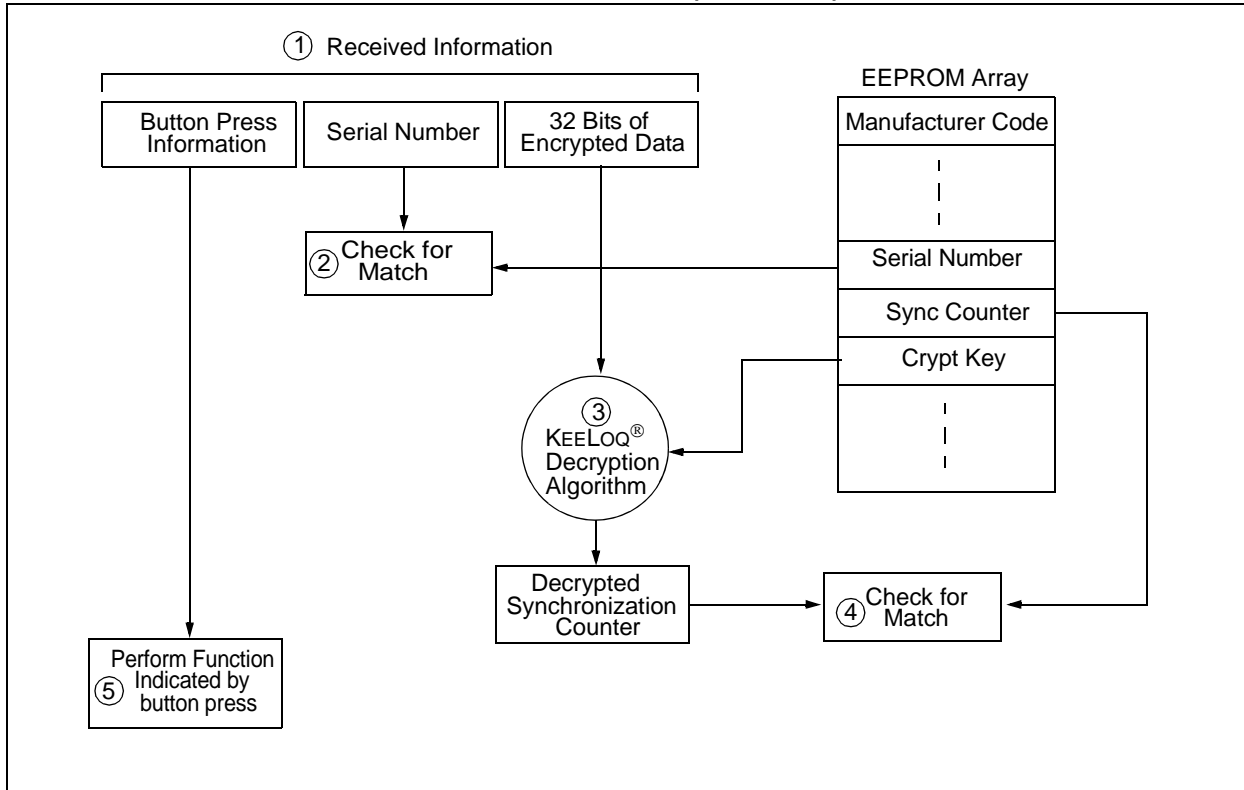 ① Received Information
EEPROM Array
Button Press
Information
Serial Number
32 Bits of
Encrypted Data
Manufacturer Code
② Check for
Match
Serial Number
Sync Counter
Crypt Key
③
KEELOQ®
Decryption
Algorithm
Decrypted
Synchronization
Counter
④ Check for
Match
Perform Function
⑤ Indicated by
button press